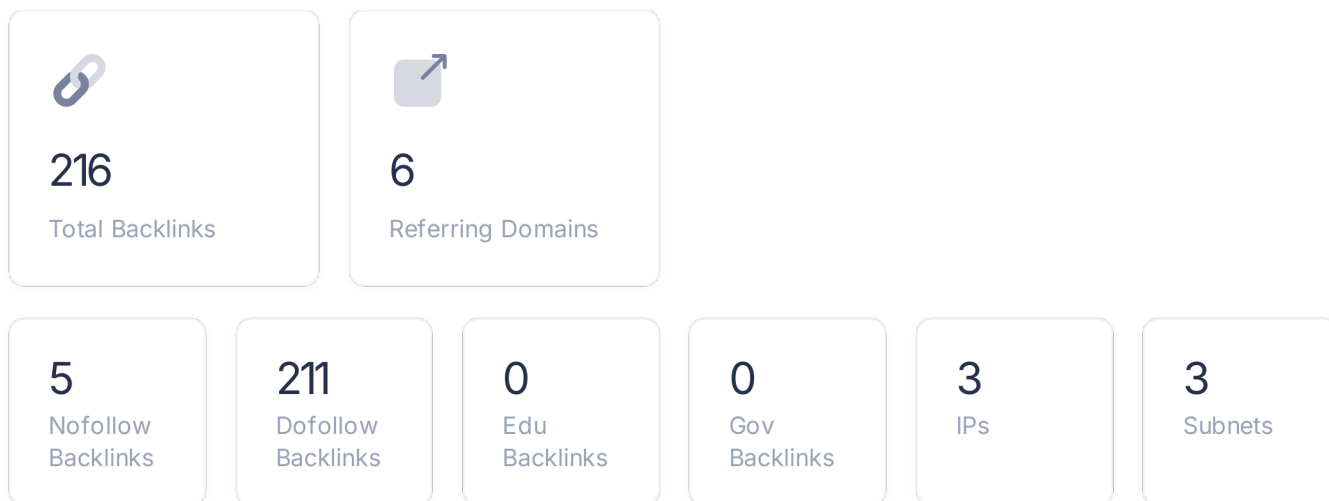 216
Total Backlinks
6
Referring Domains
5
Nofollow
Backlinks
211
Dofollow
Backlinks
0
Edu
Backlinks
0
Gov
Backlinks
3
IPs
3
Subnets